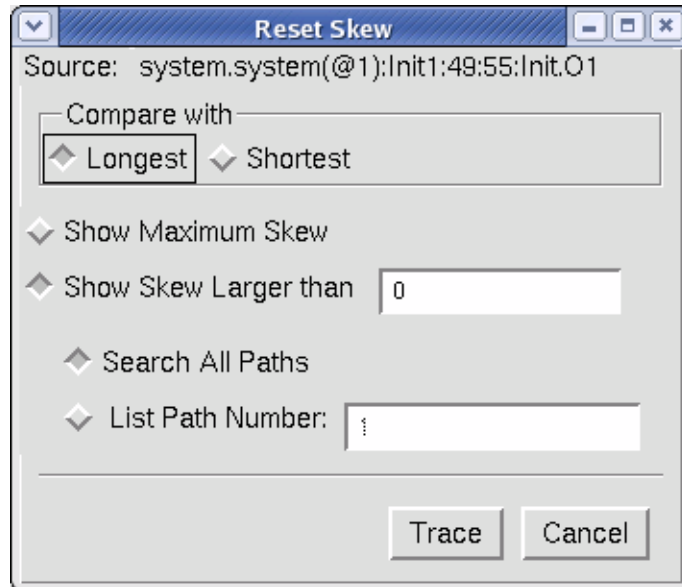 Reset Skew
Source: system.system(@1):Init1:49:55:Init.O1
Compare with
Longest Shortest
Show Maximum Skew
Show Skew Larger than 0
Search All Paths
List Path Number: 1
Trace Cancel